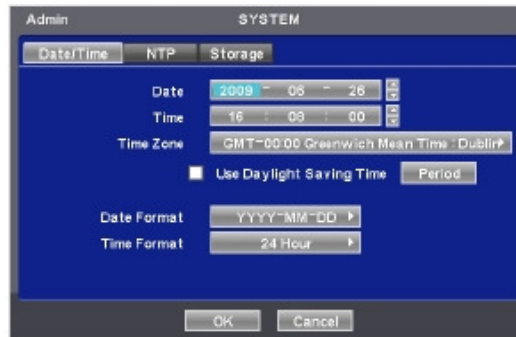 Admin SYSTEM
Date/Time NTP Storage
Date 2009 - 06 - 26
Time 16 : 08 : 00
Time Zone GMT-00:00 Greenwich Mean Time : Dublin
Use Daylight Saving Time Period
Date Format YYYY-MM-DD
Time Format 24 Hour
OK Cancel